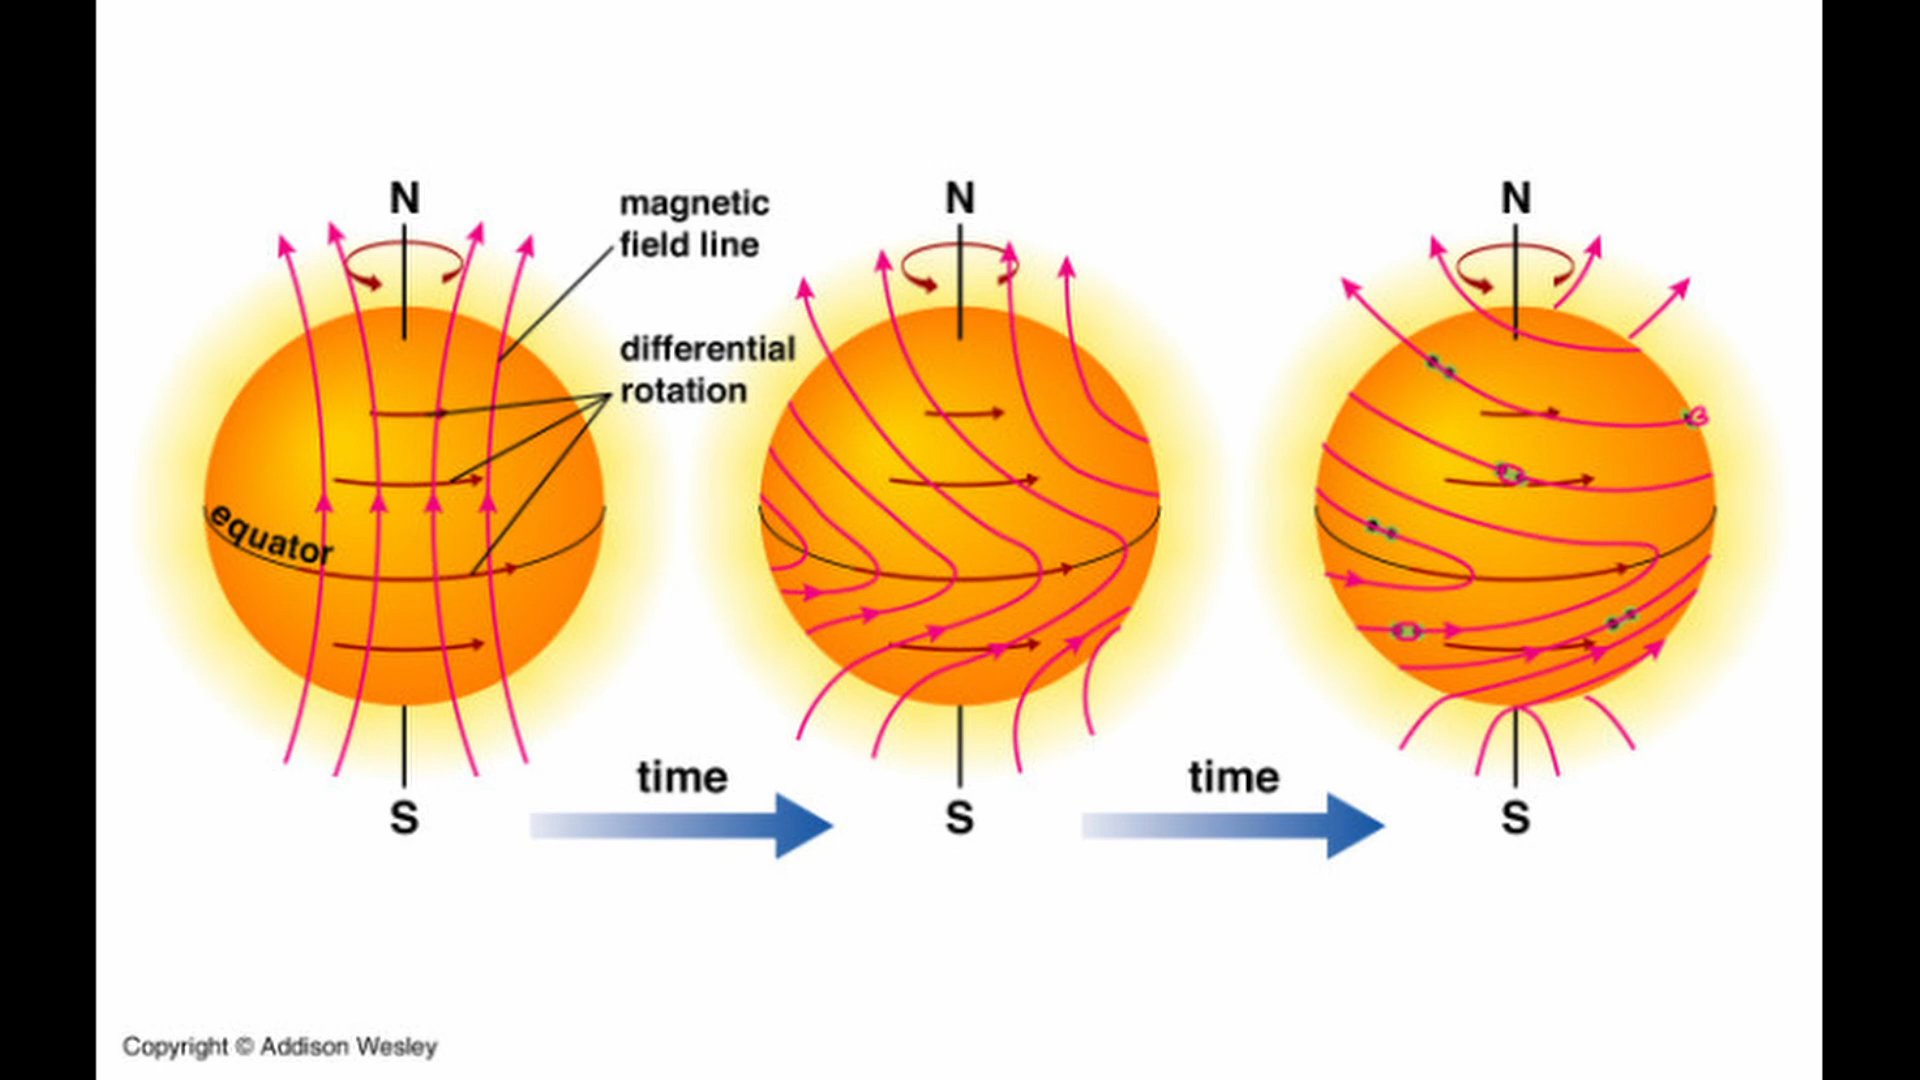 N
magnetic
field line
differential
rotation
equator
S
time
N
S
time
N
S
Copyright © Addison Wesley